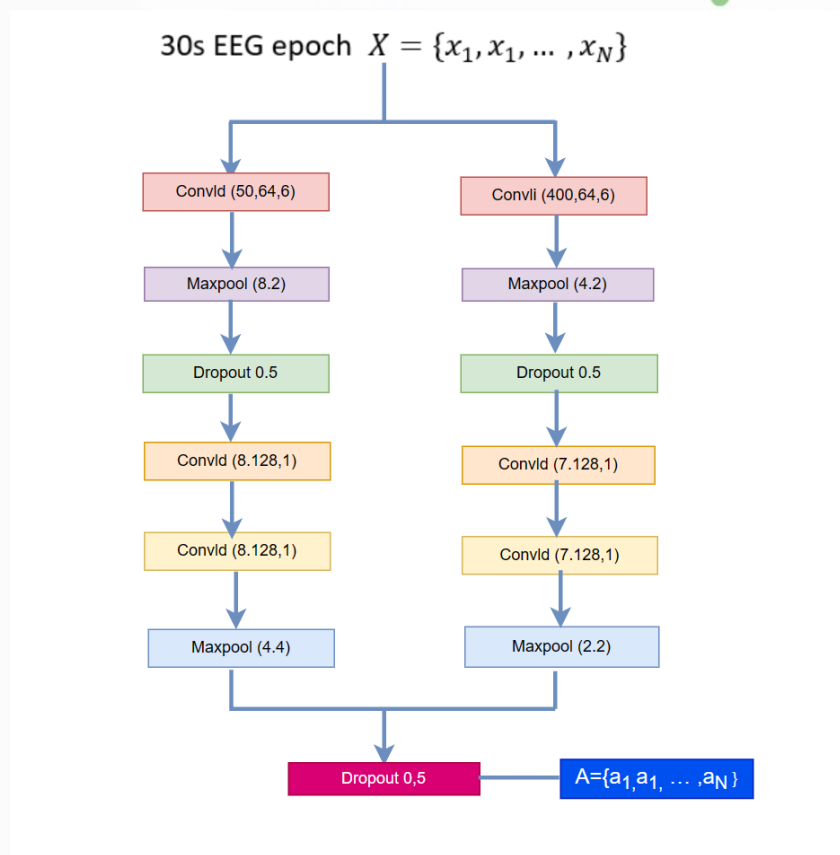 30s EEG epoch X = {x₁, x₁, … , x_N}
Convld (50,64,6)
Convli (400,64,6)
Maxpool (8.2)
Maxpool (4.2)
Dropout 0.5
Dropout 0.5
Convld (8.128,1)
Convld (7.128,1)
Convld (8.128,1)
Convld (7.128,1)
Maxpool (4.4)
Maxpool (2.2)
Dropout 0,5
A={a₁,a₁, … ,a_N }